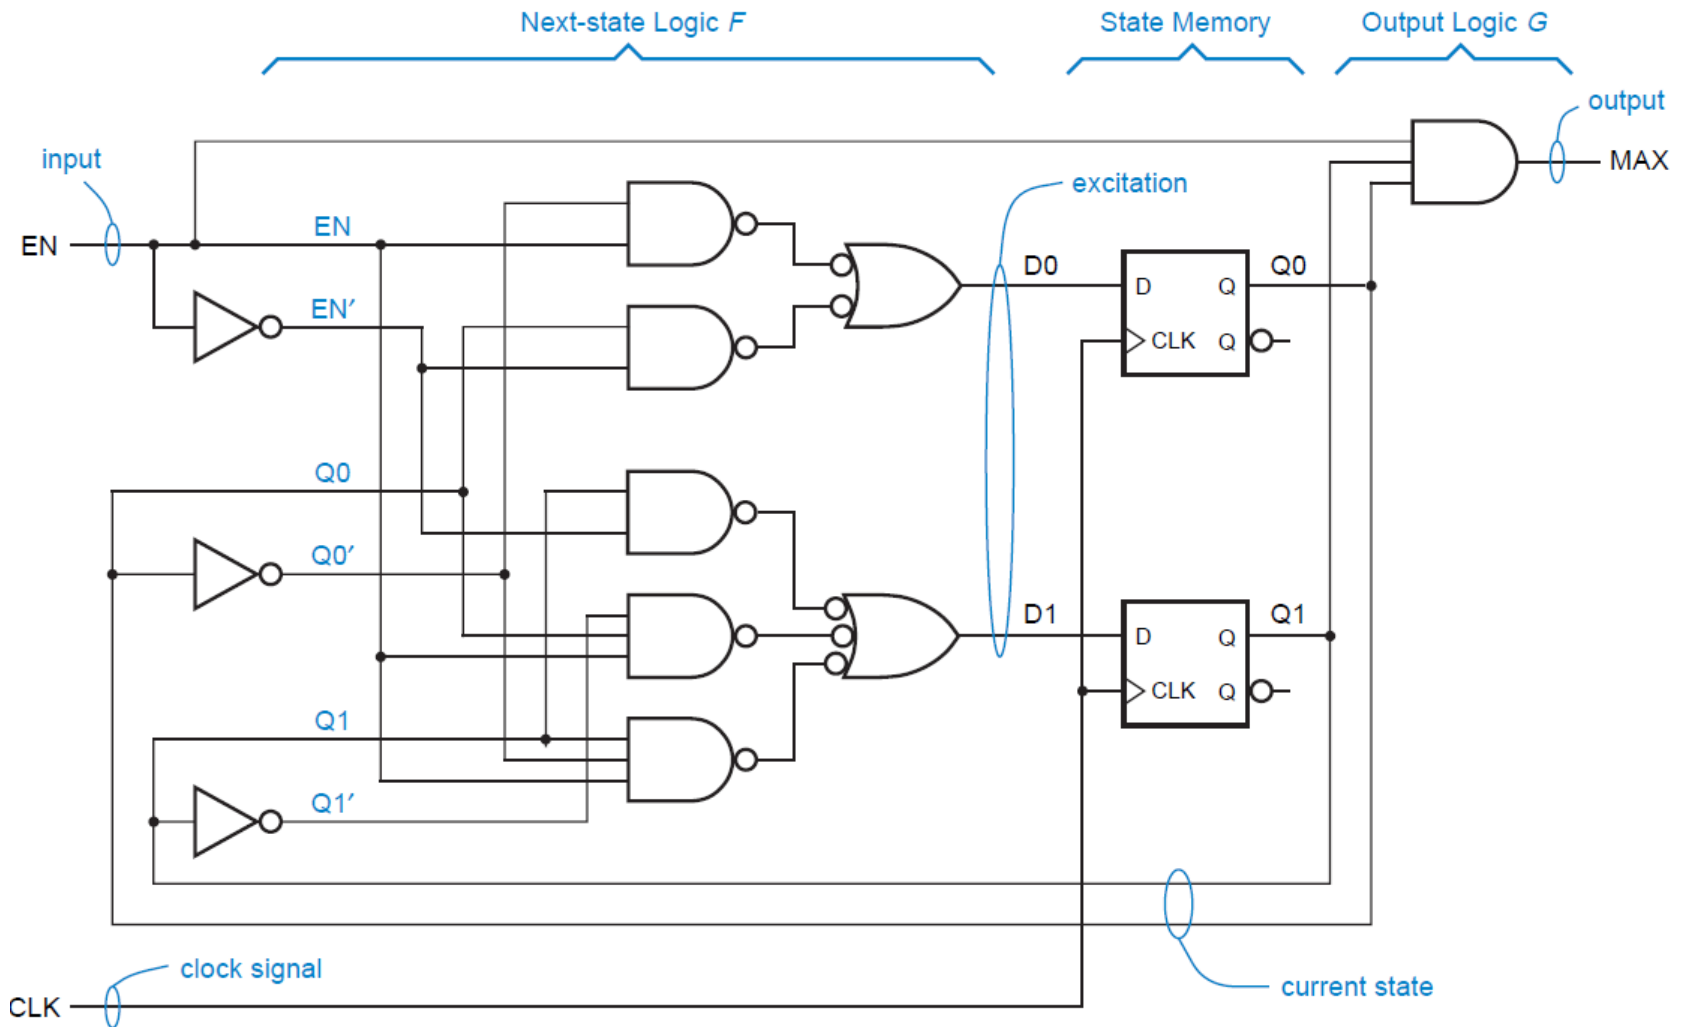 Next-state Logic F
State Memory
Output Logic G
output
input
MAX
excitation
EN
EN
D0
Q0
D
Q
EN′
CLK
Q
Q0
Q0′
D1
Q1
D
Q
CLK
Q
Q1
Q1′
clock signal
current state
CLK